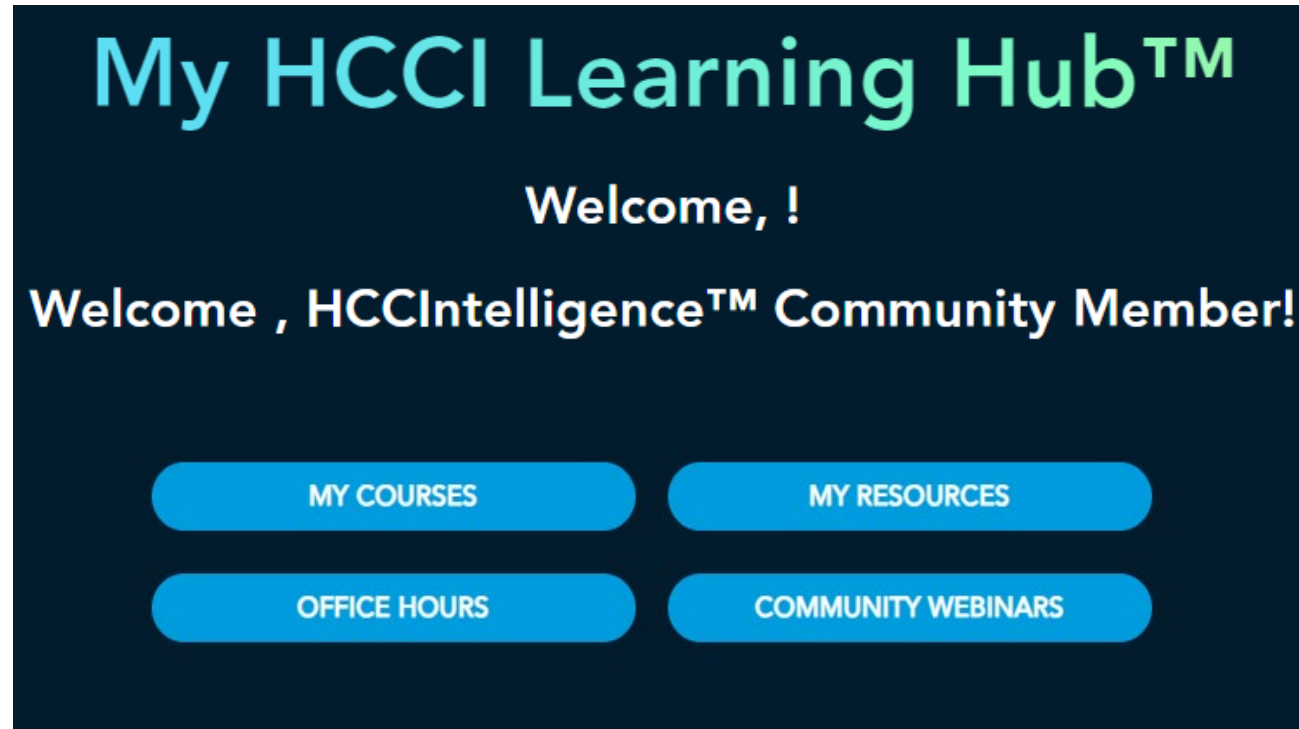 My HCCI Learning Hub™
Welcome, !
Welcome , HCCIntelligence™ Community Member!
MY COURSES
MY RESOURCES
OFFICE HOURS
COMMUNITY WEBINARS